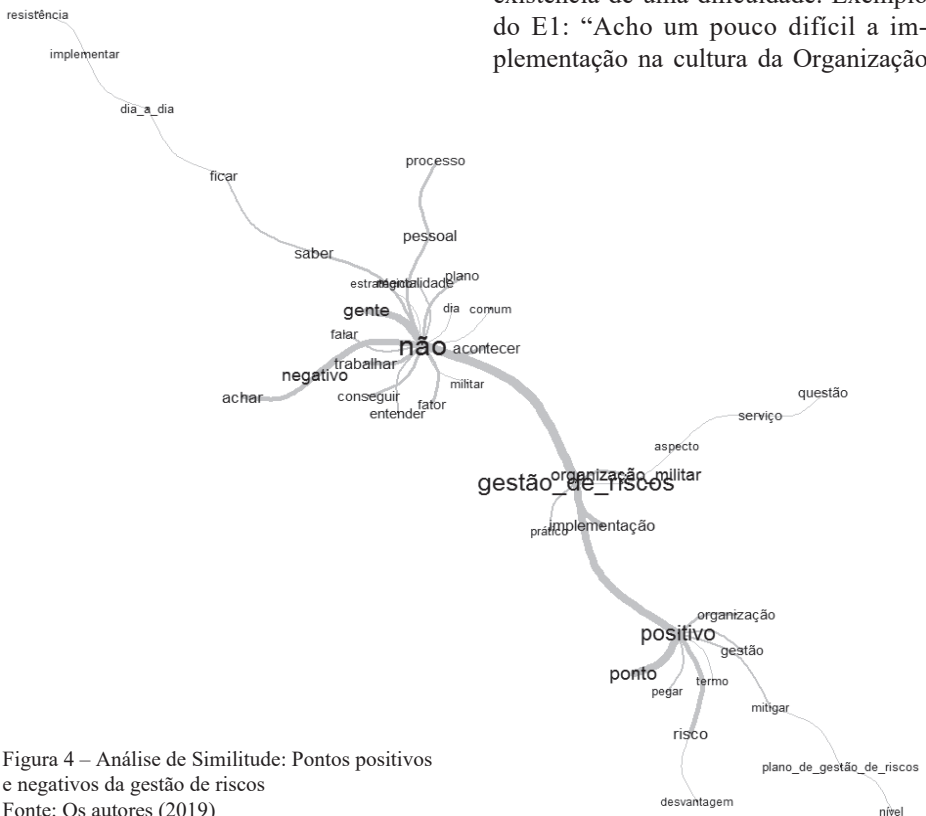 existência de uma dificuldade. Exemplo
do E1: “Acho um pouco difícil a im-
plementação na cultura da Organização
resistência
implementar
dia_a_dia
ficar
processo
pessoal
saber
mentalidade
plano
gente
dia
comum
falar
não
acontecer
trabalhar
negativo
militar
achar
conseguir
fator
entender
questão
serviço
aspecto
organização_militar
gestão_de_riscos
prático
implementação
organização
positivo
gestão
ponto
termo
pegar
mitigar
risco
plano_de_gestão_de_riscos
desvantagem
nível
Figura 4 – Análise de Similitude: Pontos positivos
e negativos da gestão de riscos
Fonte: Os autores (2019)